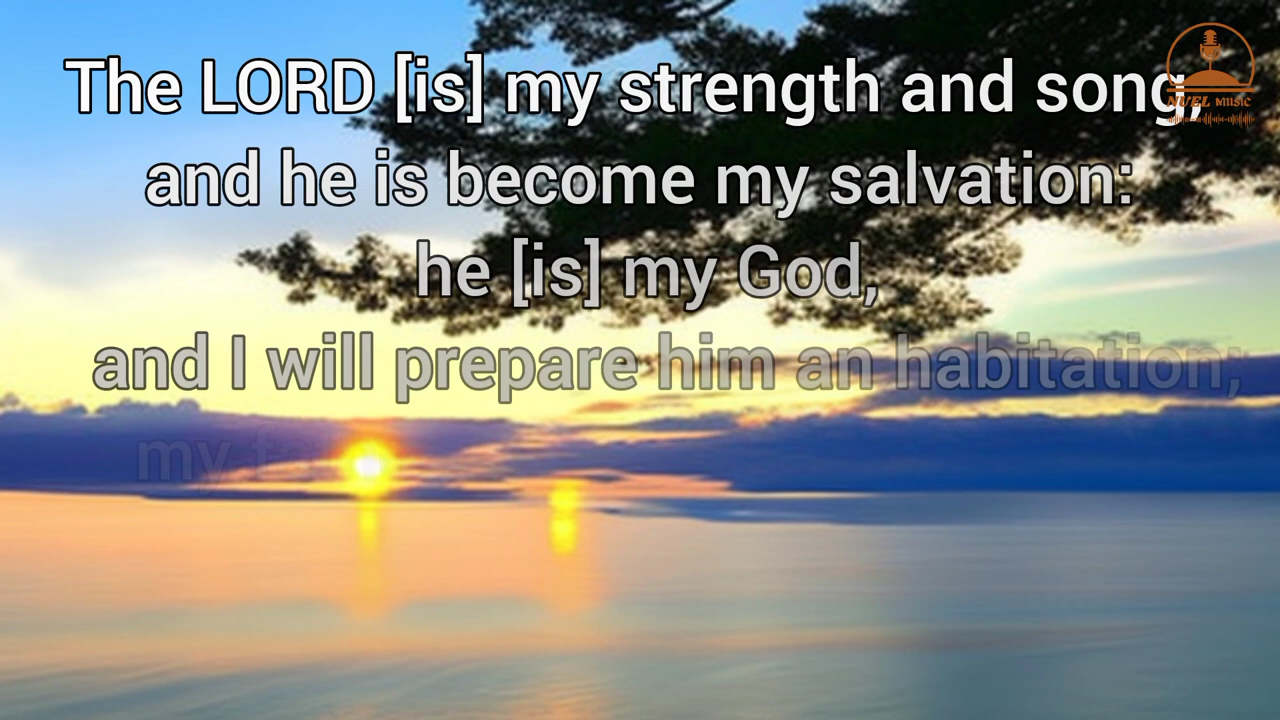 The LORD [is] my strength and song,
and he is become my salvation:
he [is] my God,
and I will prepare him an habitation;
my
NUEL MUSIC